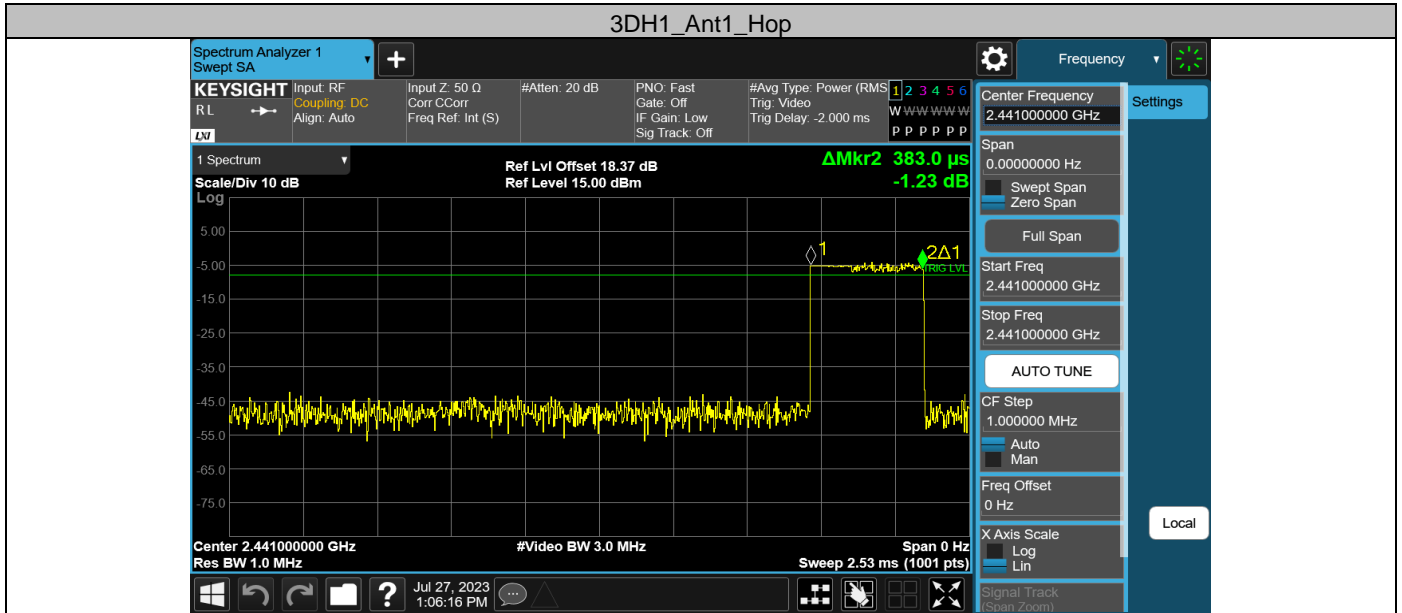 3DH1_Ant1_Hop
Spectrum Analyzer 1
Swept SA
+
Frequency
KEYSIGHT
RL
LXI
Input: RF
Coupling: DC
Align: Auto
Input Z: 50 Ω
Corr CCorr
Freq Ref: Int (S)
#Atten: 20 dB
PNO: Fast
Gate: Off
IF Gain: Low
Sig Track: Off
#Avg Type: Power (RMS
Trig: Video
Trig Delay: -2.000 ms
1 2 3 4 5 6
W W W W W W
P P P P P P
1 Spectrum
Scale/Div 10 dB
Log
Ref Lvl Offset 18.37 dB
Ref Level 15.00 dBm
ΔMkr2 383.0 µs
-1.23 dB
5.00
-5.00
-15.0
-25.0
-35.0
-45.0
-55.0
-65.0
-75.0
1
2Δ1
TRIG LVL
Center 2.441000000 GHz
Res BW 1.0 MHz
#Video BW 3.0 MHz
Span 0 Hz
Sweep 2.53 ms (1001 pts)
Center Frequency
2.441000000 GHz
Span
0.00000000 Hz
Swept Span
Zero Span
Full Span
Start Freq
2.441000000 GHz
Stop Freq
2.441000000 GHz
AUTO TUNE
CF Step
1.000000 MHz
Auto
Man
Freq Offset
0 Hz
X Axis Scale
Log
Lin
Signal Track
(Span Zoom)
Settings
Local
?
Jul 27, 2023
1:06:16 PM